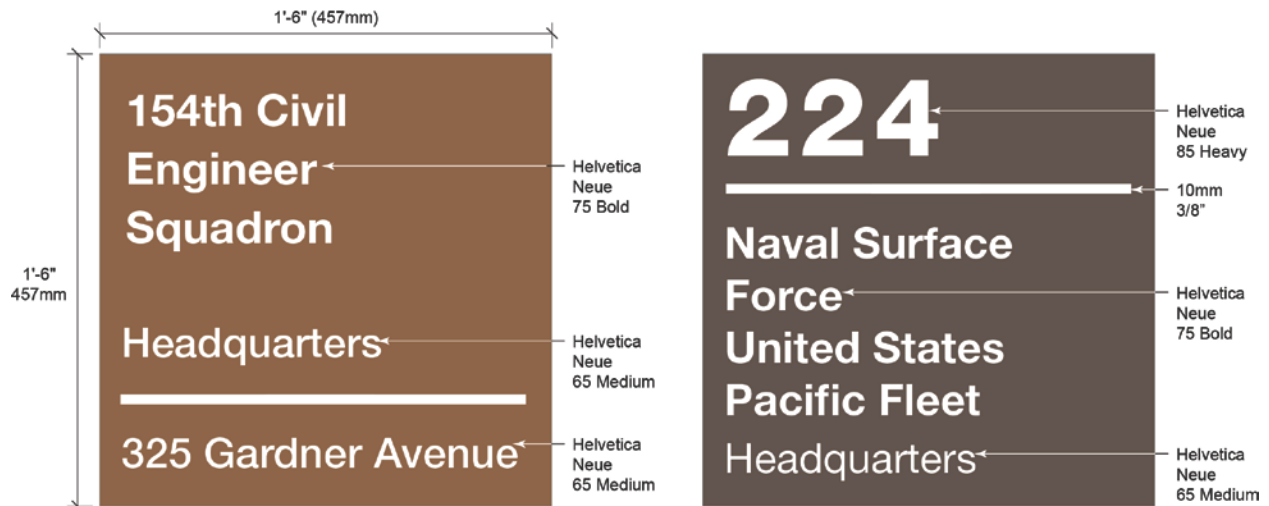 1'-6" (457mm)
1'-6"
457mm
154th Civil
Engineer
Squadron
Headquarters
325 Gardner Avenue
Helvetica
Neue
75 Bold
Helvetica
Neue
65 Medium
Helvetica
Neue
65 Medium
224
Naval Surface
Force
United States
Pacific Fleet
Headquarters
Helvetica
Neue
85 Heavy
10mm
3/8"
Helvetica
Neue
75 Bold
Helvetica
Neue
65 Medium